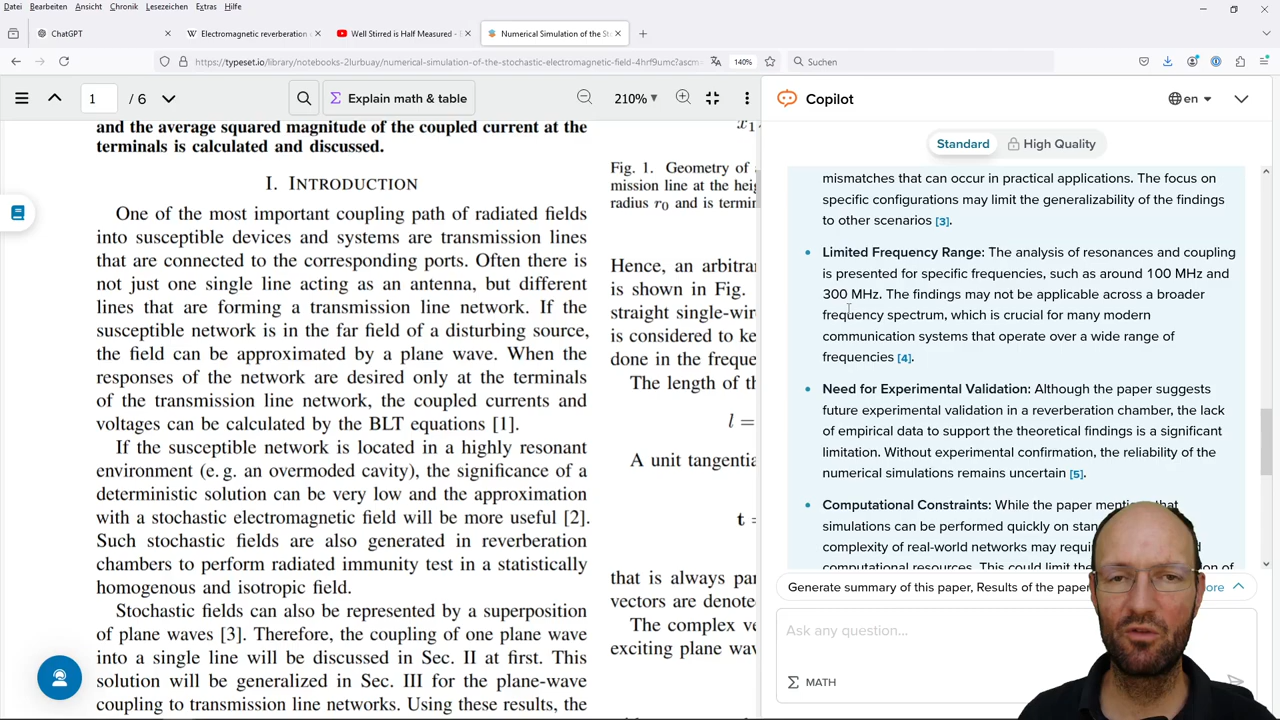 Datei Bearbeiten Ansicht Chronik Lesezeichen Extras Hilfe
ChatGPT
Electromagnetic reverberation
Well Stirred is Half Measured -
Numerical Simulation of the St
https://typeset.io/library/notebooks-2lurbuay/numerical-simulation-of-the-stochastic-electromagnetic-field-4hrf9umc?ascm
140%
Suchen
1 / 6
Explain math & table
210%
and the average squared magnitude of the coupled current at the
terminals is calculated and discussed.
I. INTRODUCTION
One of the most important coupling path of radiated fields
into susceptible devices and systems are transmission lines
that are connected to the corresponding ports. Often there is
not just one single line acting as an antenna, but different
lines that are forming a transmission line network. If the
susceptible network is in the far field of a disturbing source,
the field can be approximated by a plane wave. When the
responses of the network are desired only at the terminals
of the transmission line network, the coupled currents and
voltages can be calculated by the BLT equations [1].
If the susceptible network is located in a highly resonant
environment (e. g. an overmoded cavity), the significance of a
deterministic solution can be very low and the approximation
with a stochastic electromagnetic field will be more useful [2].
Such stochastic fields are also generated in reverberation
chambers to perform radiated immunity test in a statistically
homogenous and isotropic field.
Stochastic fields can also be represented by a superposition
of plane waves [3]. Therefore, the coupling of one plane wave
into a single line will be discussed in Sec. II at first. This
solution will be generalized in Sec. III for the plane-wave
coupling to transmission line networks. Using these results, the
x1
Fig. 1. Geometry of
mission line at the heig
radius r0 and is termin
Hence, an arbitrar
is shown in Fig.
straight single-wir
is considered to ke
done in the freque
The length of th
l =
A unit tangentia
t =
that is always par
vectors are denote
The complex ve
exciting plane wav
Copilot
en
Standard
High Quality
mismatches that can occur in practical applications. The focus on
specific configurations may limit the generalizability of the findings
to other scenarios [3].
• Limited Frequency Range: The analysis of resonances and coupling
is presented for specific frequencies, such as around 100 MHz and
300 MHz. The findings may not be applicable across a broader
frequency spectrum, which is crucial for many modern
communication systems that operate over a wide range of
frequencies [4].
• Need for Experimental Validation: Although the paper suggests
future experimental validation in a reverberation chamber, the lack
of empirical data to support the theoretical findings is a significant
limitation. Without experimental confirmation, the reliability of the
numerical simulations remains uncertain [5].
• Computational Constraints: While the paper that
simulations can be performed quickly on
complexity of real-world networks may
computational resources. This could limit the of
Generate summary of this paper, Results of the paper ore
Ask any question...
MATH